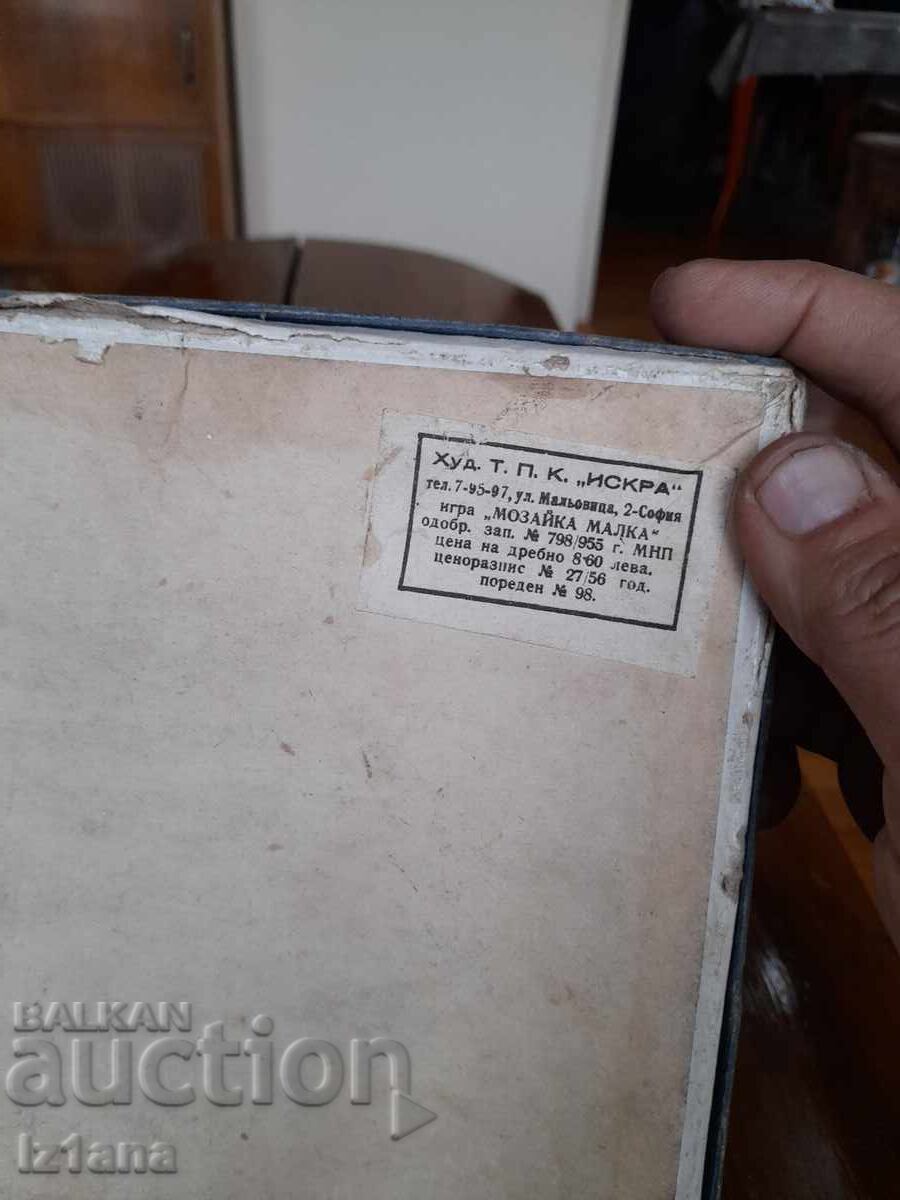 Худ. Т. П. К. „ИСКРА“
тел. 7-95-97, ул. Мальовица, 2-София
игра „МОЗАЙКА МАЛКА“
одобр. зап. № 798/955 г. МНП
цена на дребно 8·60 лева.
ценоразпис № 27/56 год.
пореден № 98.
BALKAN
auction
iz1ana